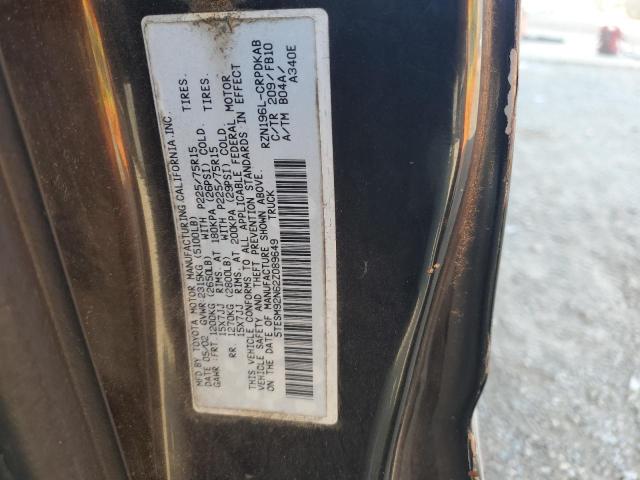 MFD BY TOYOTA MOTOR MANUFACTURING CALIFORNIA, INC.
DATE 05/02 GVWR 2315KG (5100LB)
GAWR: FRT 1200KG (2650LB) WITH P225/75R15 TIRES.
15X7JJ RIMS AT 180KPA (26PSI) COLD.
RR 1270KG (2800LB) WITH P225/75R15 TIRES.
15X7JJ RIMS AT 200KPA (29PSI) COLD.
THIS VEHICLE CONFORMS TO ALL APPLICABLE FEDERAL MOTOR
VEHICLE SAFETY AND THEFT PREVENTION STANDARDS IN EFFECT
ON THE DATE OF MANUFACTURE SHOWN ABOVE.
5TESM92N62Z089649 TRUCK
RZN196L-CRPDKAB
C/TR 209/FB10
A/TM B04A/
A340E